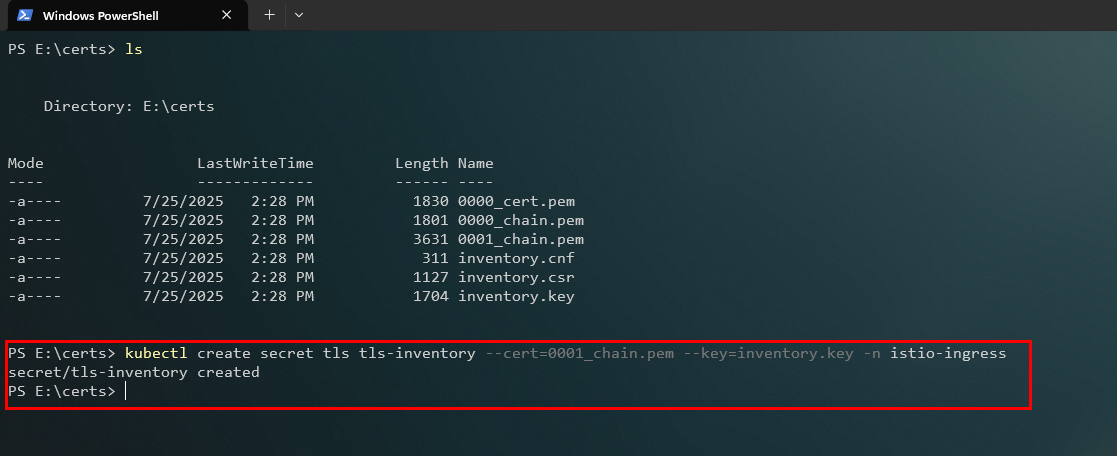 Windows PowerShell
PS E:\certs> ls
Directory: E:\certs
Mode                 LastWriteTime         Length Name
----                 -------------         ------ ----
-a----         7/25/2025   2:28 PM           1830 0000_cert.pem
-a----         7/25/2025   2:28 PM           1801 0000_chain.pem
-a----         7/25/2025   2:28 PM           3631 0001_chain.pem
-a----         7/25/2025   2:28 PM            311 inventory.cnf
-a----         7/25/2025   2:28 PM           1127 inventory.csr
-a----         7/25/2025   2:28 PM           1704 inventory.key
PS E:\certs> kubectl create secret tls tls-inventory --cert=0001_chain.pem --key=inventory.key -n istio-ingress
secret/tls-inventory created
PS E:\certs>